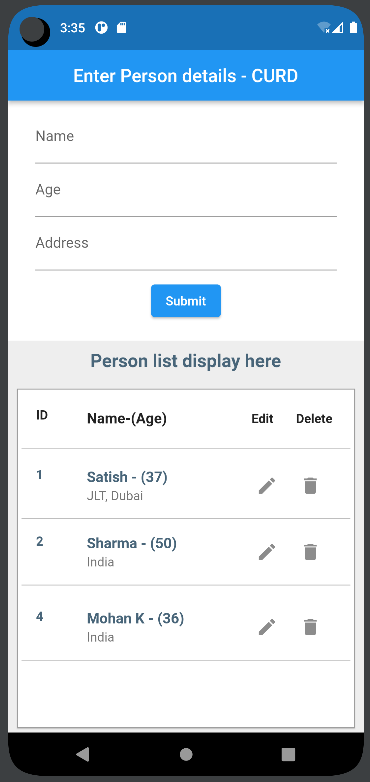 3:35
Enter Person details - CURD
Name
Age
Address
Submit
Person list display here
ID Name-(Age) Edit Delete
1 Satish - (37)
JLT, Dubai
2 Sharma - (50)
India
4 Mohan K - (36)
India